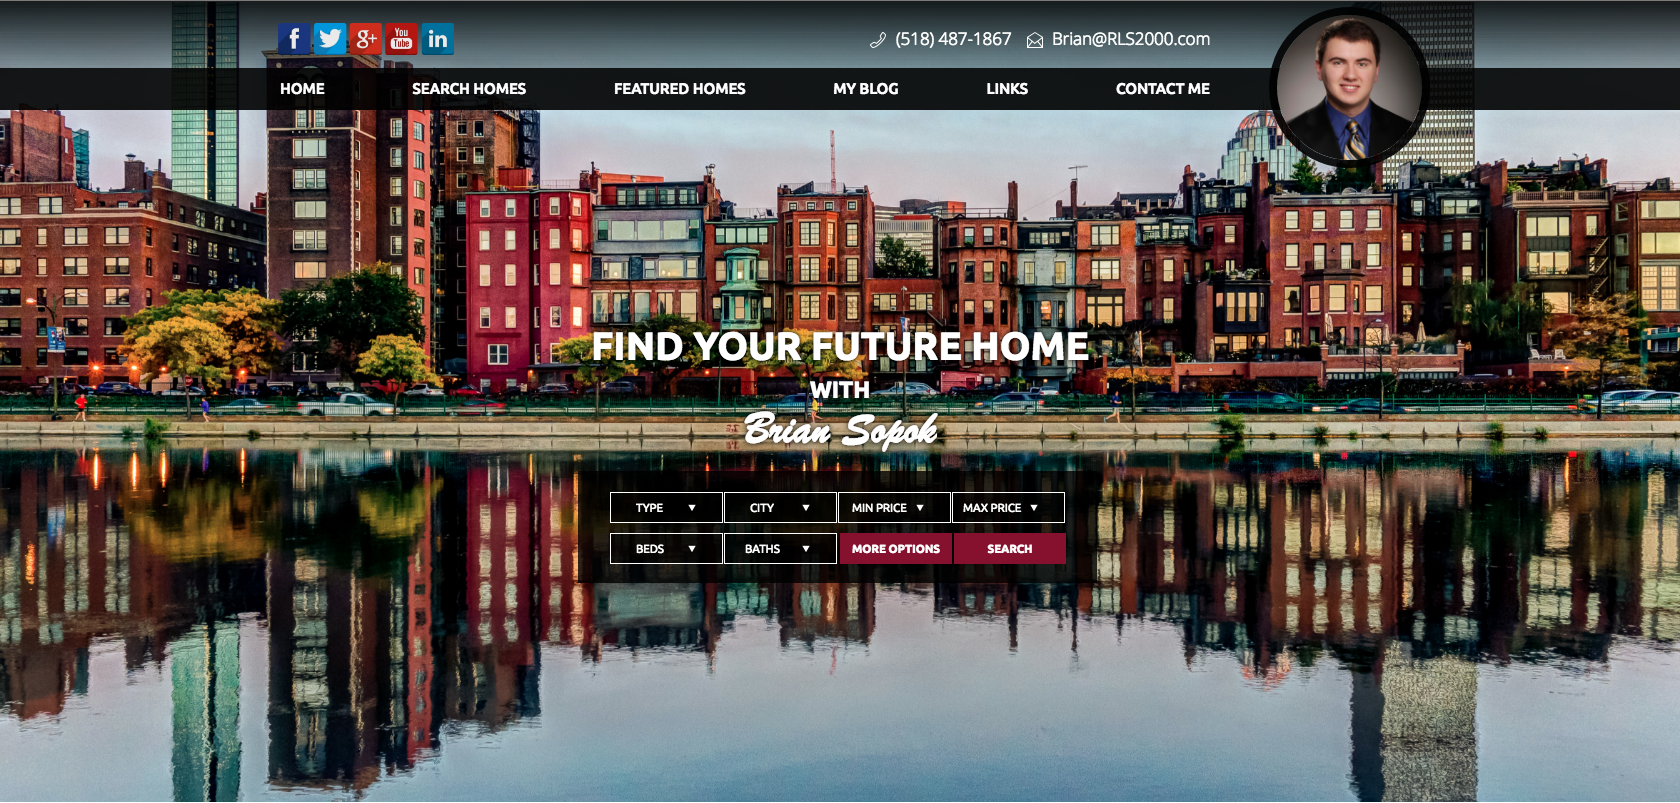 f g+ You Tube in
(518) 487-1867 Brian@RLS2000.com
HOME SEARCH HOMES FEATURED HOMES MY BLOG LINKS CONTACT ME
FIND YOUR FUTURE HOME
WITH
Brian Sopok
TYPE CITY MIN PRICE MAX PRICE
BEDS BATHS MORE OPTIONS SEARCH